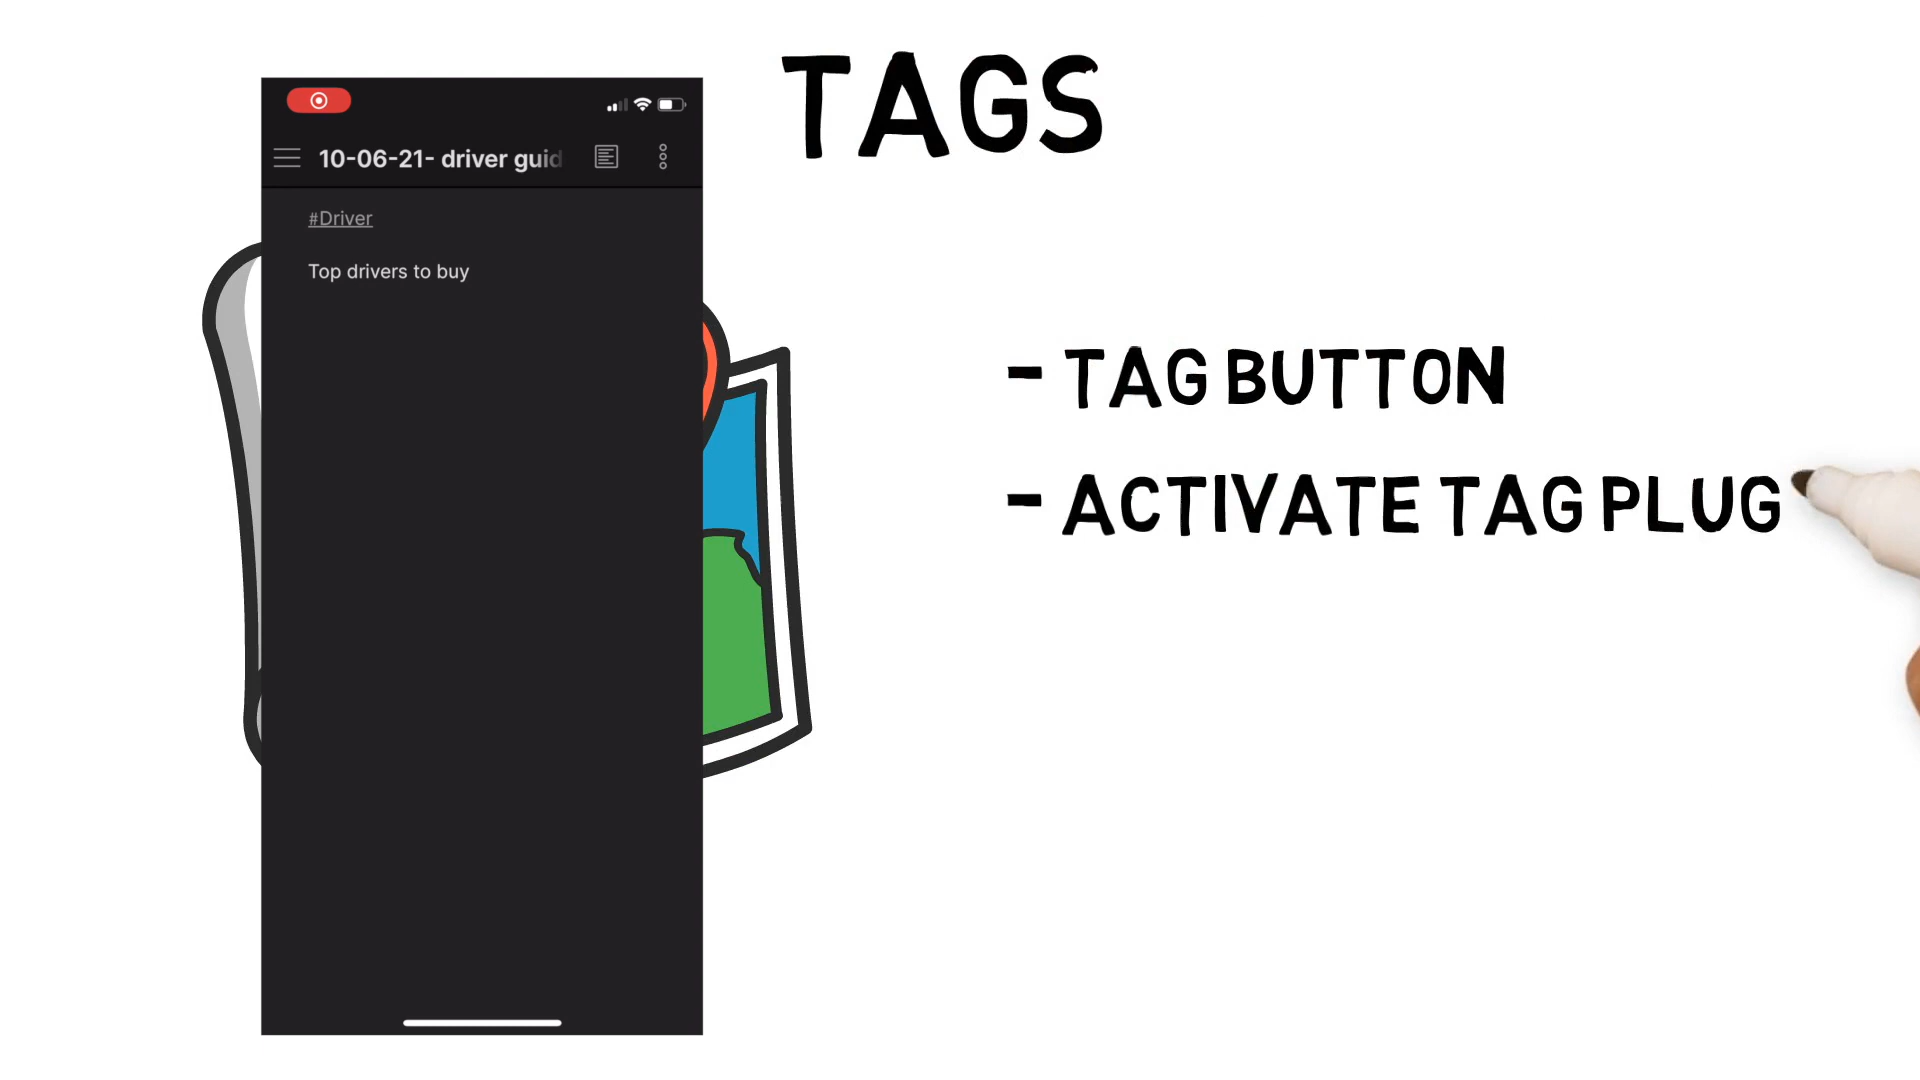 TAGS
10-06-21- driver guid
#Driver
Top drivers to buy
- TAG BUTTON
- ACTIVATE TAG PLUG